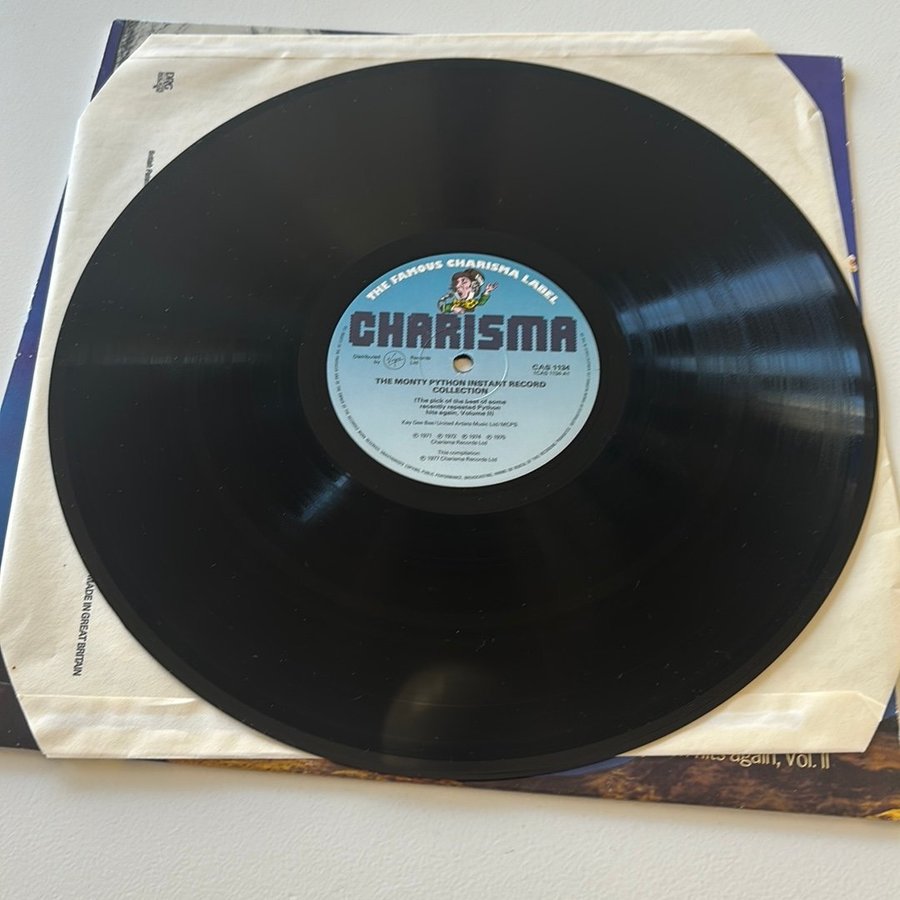 DRG
THE FAMOUS CHARISMA LABEL
CHARISMA
Distributed by Virgin Records Ltd
CAS 1134
(CAS 1134 A)
THE MONTY PYTHON INSTANT RECORD
COLLECTION
(The pick of the best of some
recently repeated Python
hits again, Volume II)
Kay Gee Bee/United Artists Music Ltd/MCPS
℗ 1971 ℗ 1972 ℗ 1974 ℗ 1975
Charisma Records Ltd
This compilation
℗ 1977 Charisma Records Ltd
MADE IN GREAT BRITAIN
hits again, Vol. II